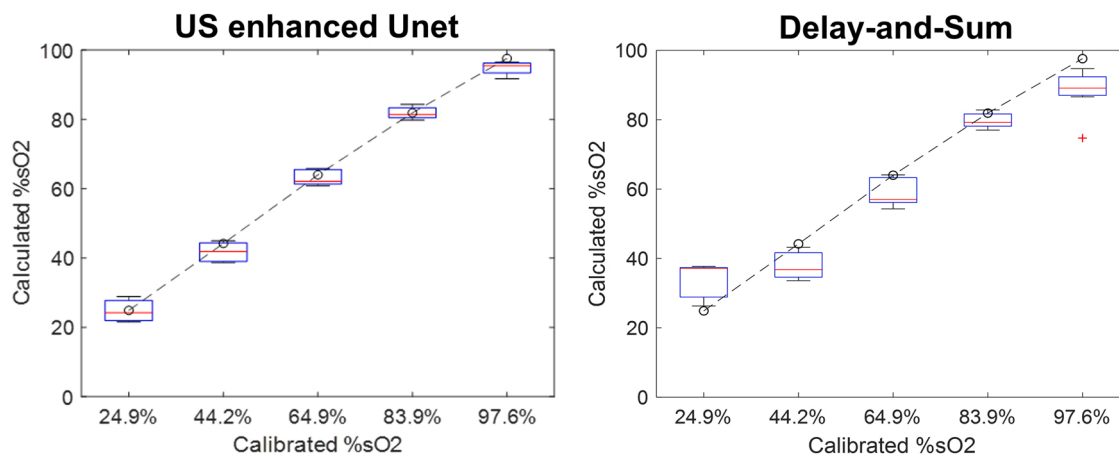 US enhanced Unet
Calculated %sO2
100
80
60
40
20
0
24.9% 44.2% 64.9% 83.9% 97.6%
Calibrated %sO2
Delay-and-Sum
Calculated %sO2
100
80
60
40
20
0
24.9% 44.2% 64.9% 83.9% 97.6%
Calibrated %sO2